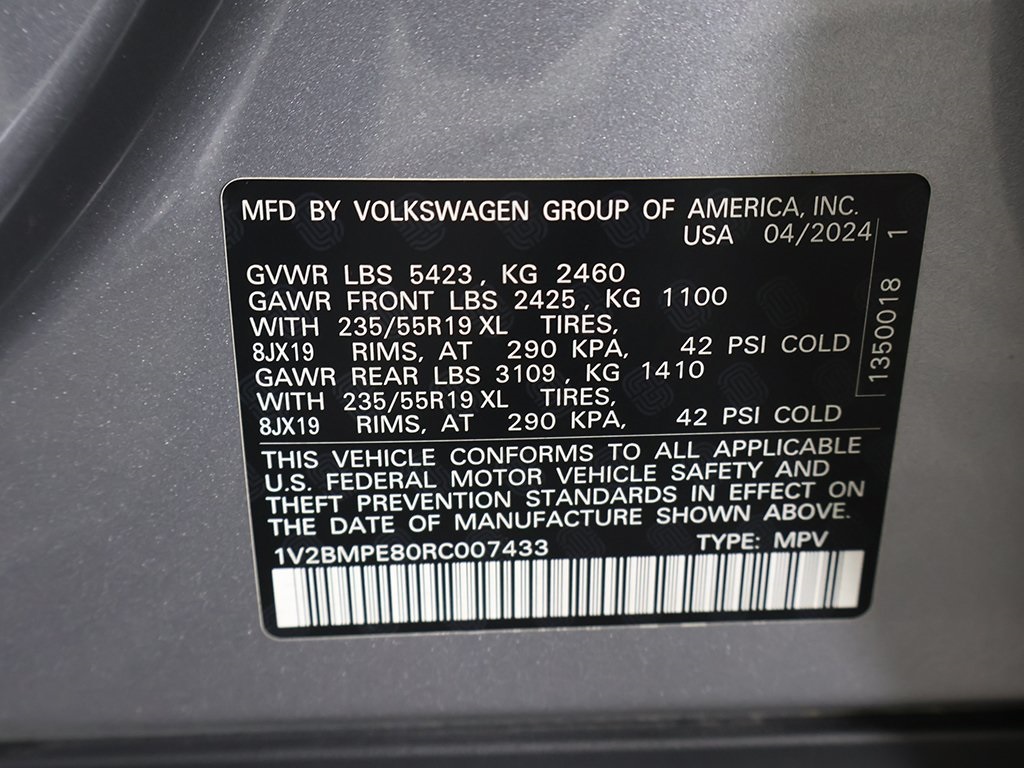 MFD BY VOLKSWAGEN GROUP OF AMERICA, INC.
USA 04/2024
1350018 1
GVWR LBS 5423, KG 2460
GAWR FRONT LBS 2425, KG 1100
WITH 235/55R19 XL TIRES,
8JX19 RIMS, AT 290 KPA, 42 PSI COLD
GAWR REAR LBS 3109, KG 1410
WITH 235/55R19 XL TIRES,
8JX19 RIMS, AT 290 KPA, 42 PSI COLD
THIS VEHICLE CONFORMS TO ALL APPLICABLE
U.S. FEDERAL MOTOR VEHICLE SAFETY AND
THEFT PREVENTION STANDARDS IN EFFECT ON
THE DATE OF MANUFACTURE SHOWN ABOVE.
1V2BMPE80RC007433 TYPE: MPV